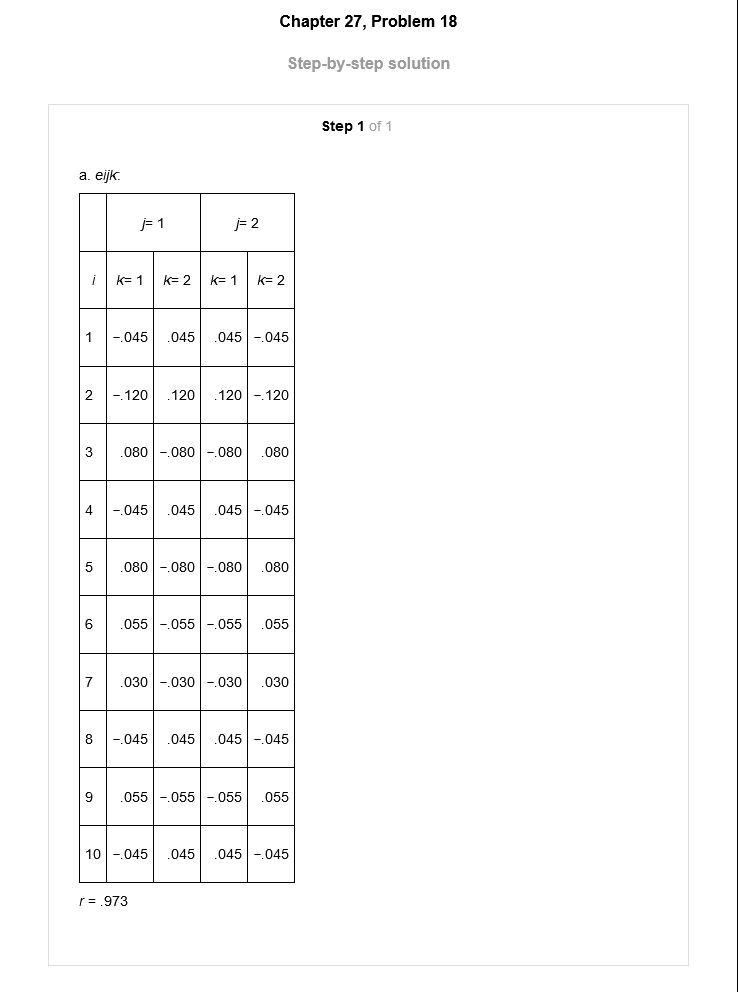 Chapter 27, Problem 18
Step-by-step solution
Step 1 of 1
a. eijk:
j= 1 j= 2
i k= 1 k= 2 k= 1 k= 2
1 −.045 .045 .045 −.045
2 −.120 .120 .120 −.120
3 .080 −.080 −.080 .080
4 −.045 .045 .045 −.045
5 .080 −.080 −.080 .080
6 .055 −.055 −.055 .055
7 .030 −.030 −.030 .030
8 −.045 .045 .045 −.045
9 .055 −.055 −.055 .055
10 −.045 .045 .045 −.045
r = .973